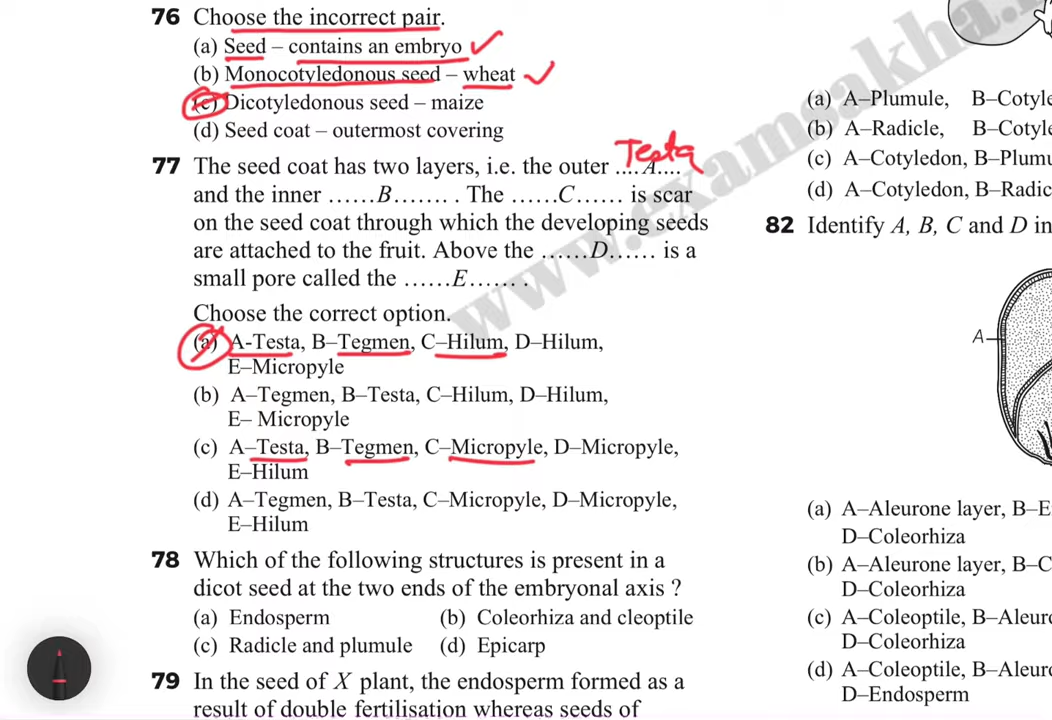 76 Choose the incorrect pair.
(a) Seed – contains an embryo
(b) Monocotyledonous seed – wheat
(c) Dicotyledonous seed – maize
(d) Seed coat – outermost covering
Testa
77 The seed coat has two layers, i.e. the outer ....A....
and the inner ......B....... . The ......C...... is scar
on the seed coat through which the developing seeds
are attached to the fruit. Above the ......D...... is a
small pore called the ......E...... .
Choose the correct option.
(a) A-Testa, B–Tegmen, C–Hilum, D–Hilum,
E–Micropyle
(b) A–Tegmen, B–Testa, C–Hilum, D–Hilum,
E– Micropyle
(c) A–Testa, B–Tegmen, C–Micropyle, D–Micropyle,
E–Hilum
(d) A–Tegmen, B–Testa, C–Micropyle, D–Micropyle,
E–Hilum
78 Which of the following structures is present in a
dicot seed at the two ends of the embryonal axis ?
(a) Endosperm (b) Coleorhiza and cleoptile
(c) Radicle and plumule (d) Epicarp
79 In the seed of X plant, the endosperm formed as a
result of double fertilisation whereas seeds of
(a) A–Plumule, B–Cotyle
(b) A–Radicle, B–Cotyle
(c) A–Cotyledon, B–Plumu
(d) A–Cotyledon, B–Radic
82 Identify A, B, C and D in
A
(a) A–Aleurone layer, B–E
D–Coleorhiza
(b) A–Aleurone layer, B–C
D–Coleorhiza
(c) A–Coleoptile, B–Aleuro
D–Coleorhiza
(d) A–Coleoptile, B–Aleuro
D–Endosperm
www.examsakha.